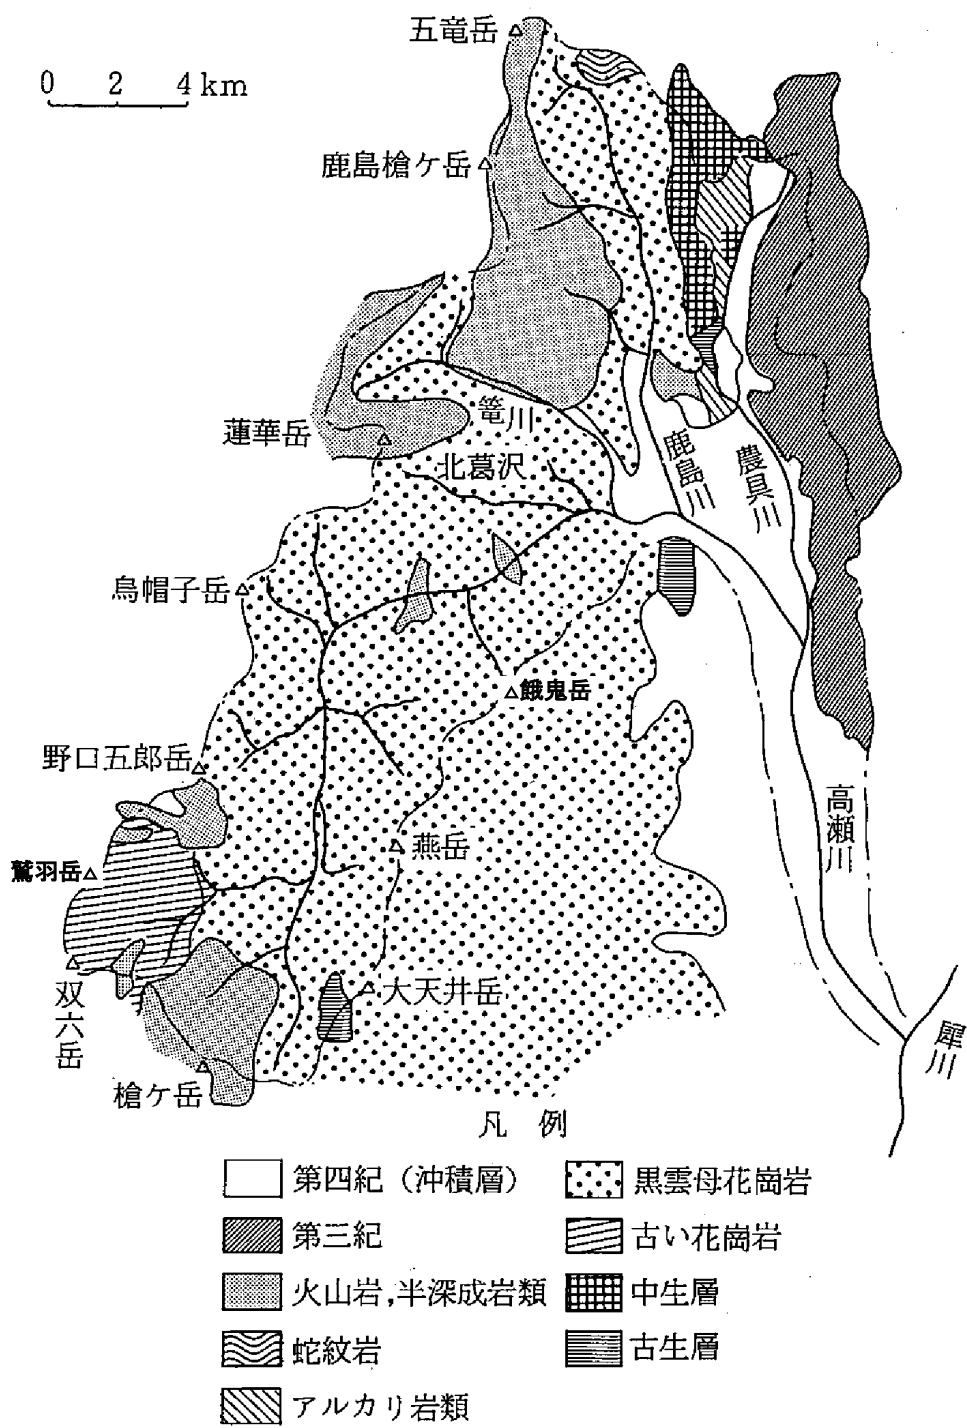 五竜岳
0 2 4 km
鹿島槍ケ岳
蓮華岳
篭川
北葛沢
鹿島川
農具川
烏帽子岳
餓鬼岳
野口五郎岳
高瀬川
燕岳
鷲羽岳
双六岳
大天井岳
槍ケ岳
犀川
凡例
第四紀(沖積層)
黒雲母花崗岩
第三紀
古い花崗岩
火山岩,半深成岩類
中生層
蛇紋岩
古生層
アルカリ岩類